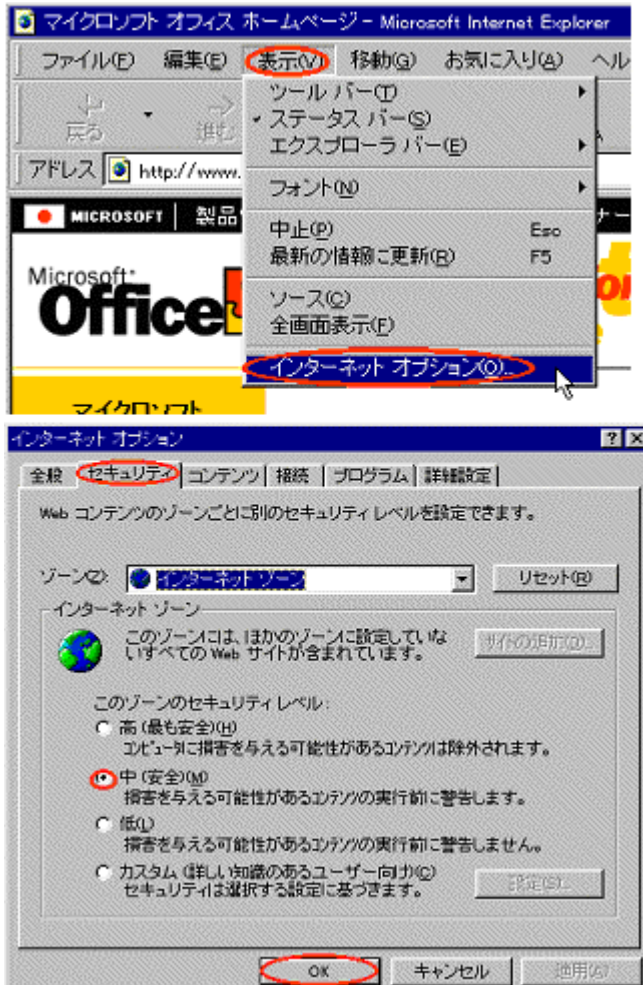 マイクロソフト オフィス ホームページ - Microsoft Internet Explorer
ファイル(F) 編集(E) 表示(V) 移動(G) お気に入り(A) ヘル
戻る 進む
ツール バー(T)
ステータス バー(S)
エクスプローラ バー(E)
アドレス http://www.
フォント(N)
MICROSOFT 製品
中止(P) Esc
最新の情報に更新(R) F5
Microsoft
Office
ソース(C)
全画面表示(F)
インターネット オプション(O)...
マイクロソフト
インターネット オプション
全般 セキュリティ コンテンツ 接続 プログラム 詳細設定
Web コンテンツのゾーンごとに別のセキュリティ レベルを設定できます。
ゾーン(Z): インターネット ゾーン リセット(R)
インターネット ゾーン
このゾーンには、ほかのゾーンに設定していな
いすべての Web サイトが含まれています。
サイトの追加(D)...
このゾーンのセキュリティ レベル:
高 (最も安全)(H)
コンピュータに損害を与える可能性があるコンテンツは除外されます。
中 (安全)(M)
損害を与える可能性があるコンテンツの実行前に警告します。
低(L)
損害を与える可能性があるコンテンツの実行前に警告しません。
カスタム (詳しい知識のあるユーザー向け)(C)
セキュリティは選択する設定に基づきます。
設定(S)...
OK キャンセル 適用(A)